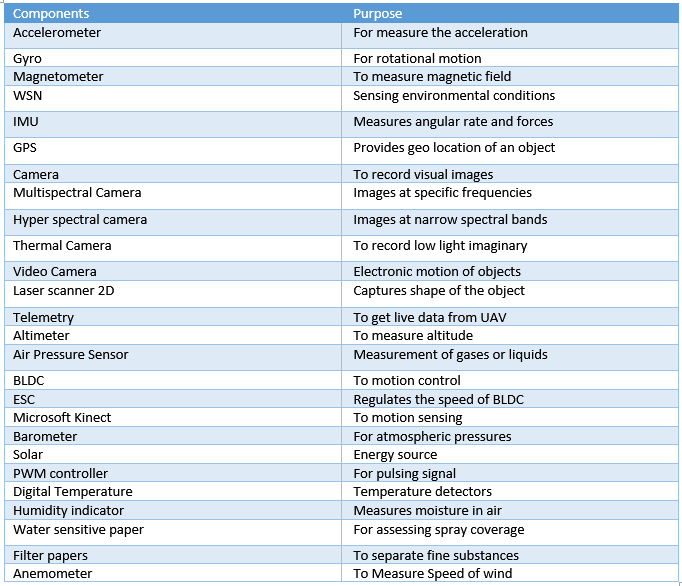 Components Purpose
Accelerometer For measure the acceleration
Gyro For rotational motion
Magnetometer To measure magnetic field
WSN Sensing environmental conditions
IMU Measures angular rate and forces
GPS Provides geo location of an object
Camera To record visual images
Multispectral Camera Images at specific frequencies
Hyper spectral camera Images at narrow spectral bands
Thermal Camera To record low light imaginary
Video Camera Electronic motion of objects
Laser scanner 2D Captures shape of the object
Telemetry To get live data from UAV
Altimeter To measure altitude
Air Pressure Sensor Measurement of gases or liquids
BLDC To motion control
ESC Regulates the speed of BLDC
Microsoft Kinect To motion sensing
Barometer For atmospheric pressures
Solar Energy source
PWM controller For pulsing signal
Digital Temperature Temperature detectors
Humidity indicator Measures moisture in air
Water sensitive paper For assessing spray coverage
Filter papers To separate fine substances
Anemometer To Measure Speed of wind